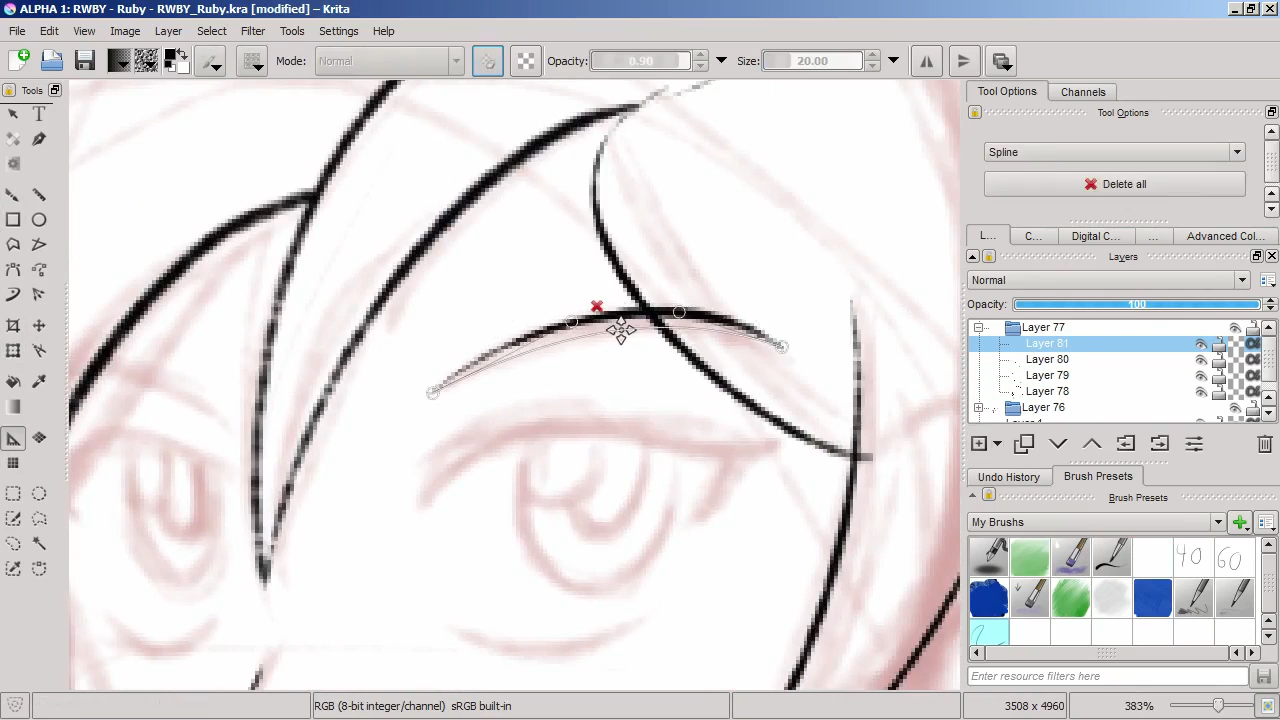 ALPHA 1: RWBY - Ruby - RWBY_Ruby.kra [modified] – Krita
File Edit View Image Layer Select Filter Tools Settings Help
Mode: Normal Opacity: 0.90 Size: 20.00
Tools
Tool Options Channels
Tool Options
Spline
Delete all
L... C... Digital C... ... Advanced Col...
Layers
Normal
Opacity: 100
Layer 77
Layer 81
Layer 80
Layer 79
Layer 78
Layer 76
Undo History Brush Presets
Brush Presets
My Brushes
40 60
Enter resource filters here
RGB (8-bit integer/channel) sRGB built-in 3508 x 4960 383%